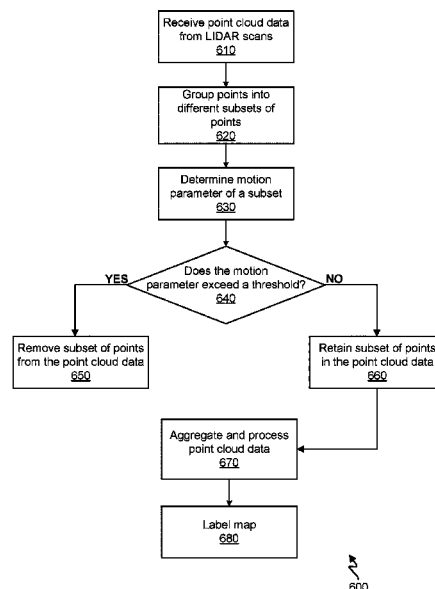 Receive point cloud data
from LIDAR scans
610
Group points into
different subsets of
points
620
Determine motion
parameter of a subset
630
Does the motion
parameter exceed a threshold?
640
YES
NO
Remove subset of points
from the point cloud data
650
Retain subset of points
in the point cloud data
660
Aggregate and process
point cloud data
670
Label map
680
600